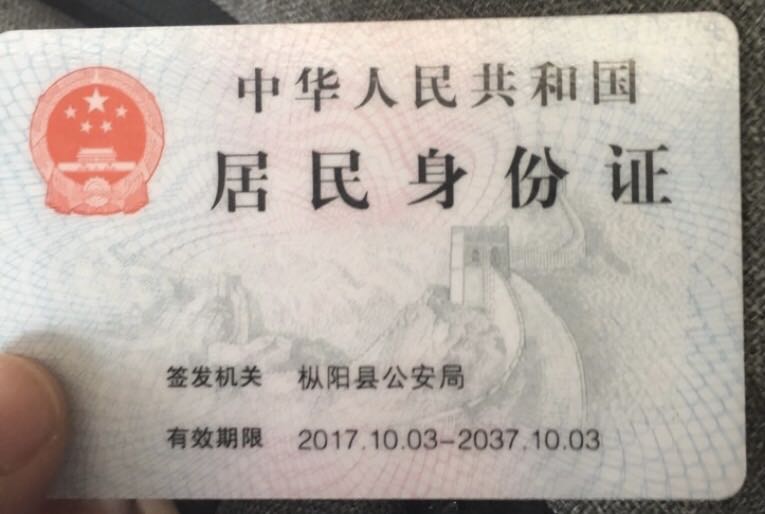 中华人民共和国
居民身份证
签发机关 枞阳县公安局
有效期限 2017.10.03-2037.10.03